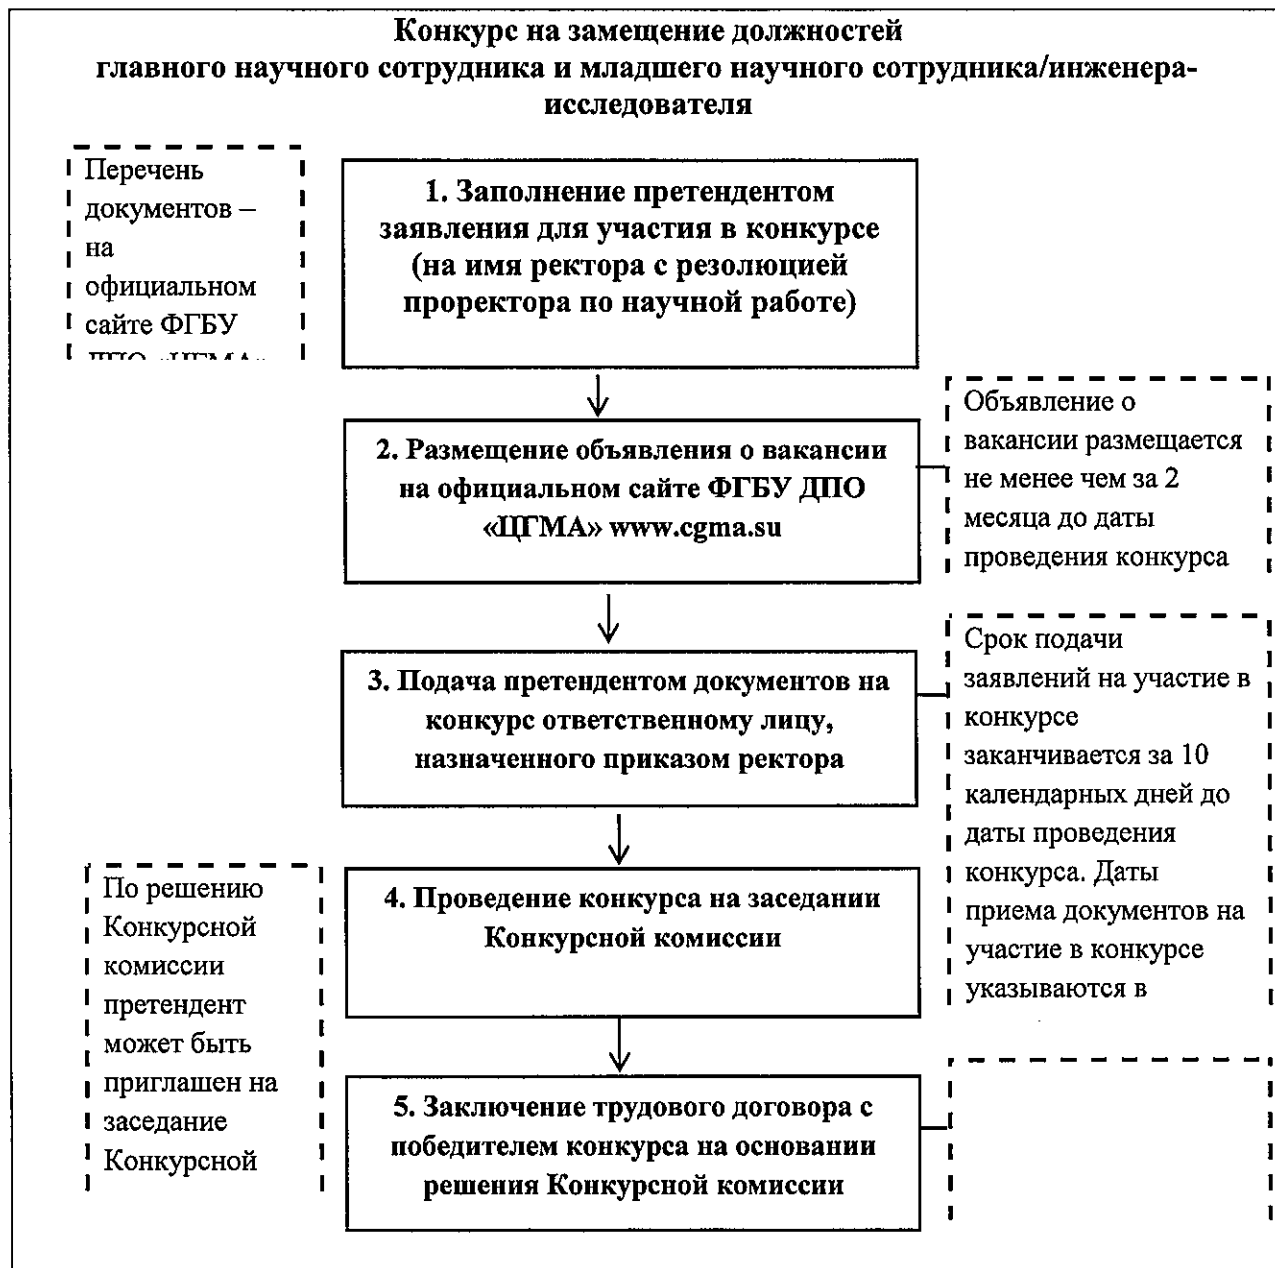 Конкурс на замещение должностей
главного научного сотрудника и младшего научного сотрудника/инженера-
исследователя
Перечень
документов –
на
официальном
сайте ФГБУ
ДПО «ЦГМА»
1. Заполнение претендентом
заявления для участия в конкурсе
(на имя ректора с резолюцией
проректора по научной работе)
2. Размещение объявления о вакансии
на официальном сайте ФГБУ ДПО
«ЦГМА» www.cgma.su
Объявление о
вакансии размещается
не менее чем за 2
месяца до даты
проведения конкурса
3. Подача претендентом документов на
конкурс ответственному лицу,
назначенного приказом ректора
Срок подачи
заявлений на участие в
конкурсе
заканчивается за 10
календарных дней до
даты проведения
конкурса. Даты
приема документов на
участие в конкурсе
указываются в
4. Проведение конкурса на заседании
Конкурсной комиссии
По решению
Конкурсной
комиссии
претендент
может быть
приглашен на
заседание
Конкурсной
5. Заключение трудового договора с
победителем конкурса на основании
решения Конкурсной комиссии